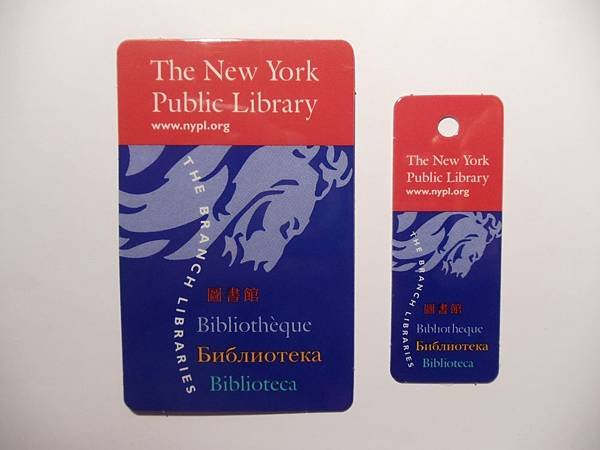 The New York
Public Library
www.nypl.org
THE BRANCH LIBRARIES
圖書館
Bibliothèque
Библиотека
Biblioteca
The New York
Public Library
www.nypl.org
THE BRANCH LIBRARIES
圖書館
Bibliotheque
Библиотека
Biblioteca